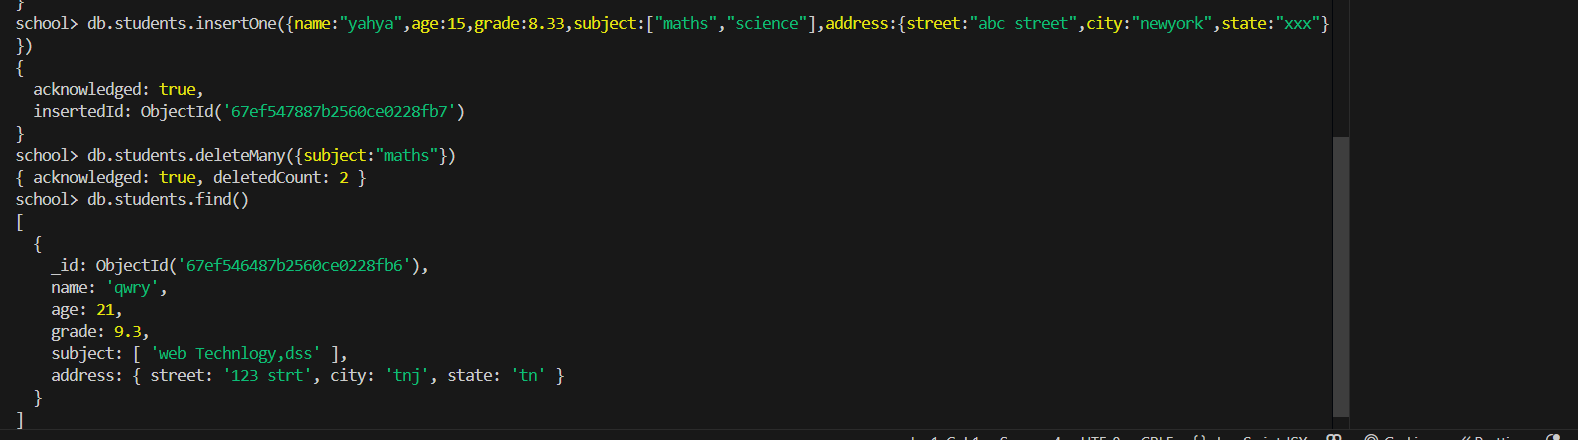 }
school> db.students.insertOne({name:"yahya",age:15,grade:8.33,subject:["maths","science"],address:{street:"abc street",city:"newyork",state:"xxx"}
})
{
  acknowledged: true,
  insertedId: ObjectId('67ef547887b2560ce0228fb7')
}
school> db.students.deleteMany({subject:"maths"})
{ acknowledged: true, deletedCount: 2 }
school> db.students.find()
[
  {
    _id: ObjectId('67ef546487b2560ce0228fb6'),
    name: 'qwry',
    age: 21,
    grade: 9.3,
    subject: [ 'web Technlogy,dss' ],
    address: { street: '123 strt', city: 'tnj', state: 'tn' }
  }
]